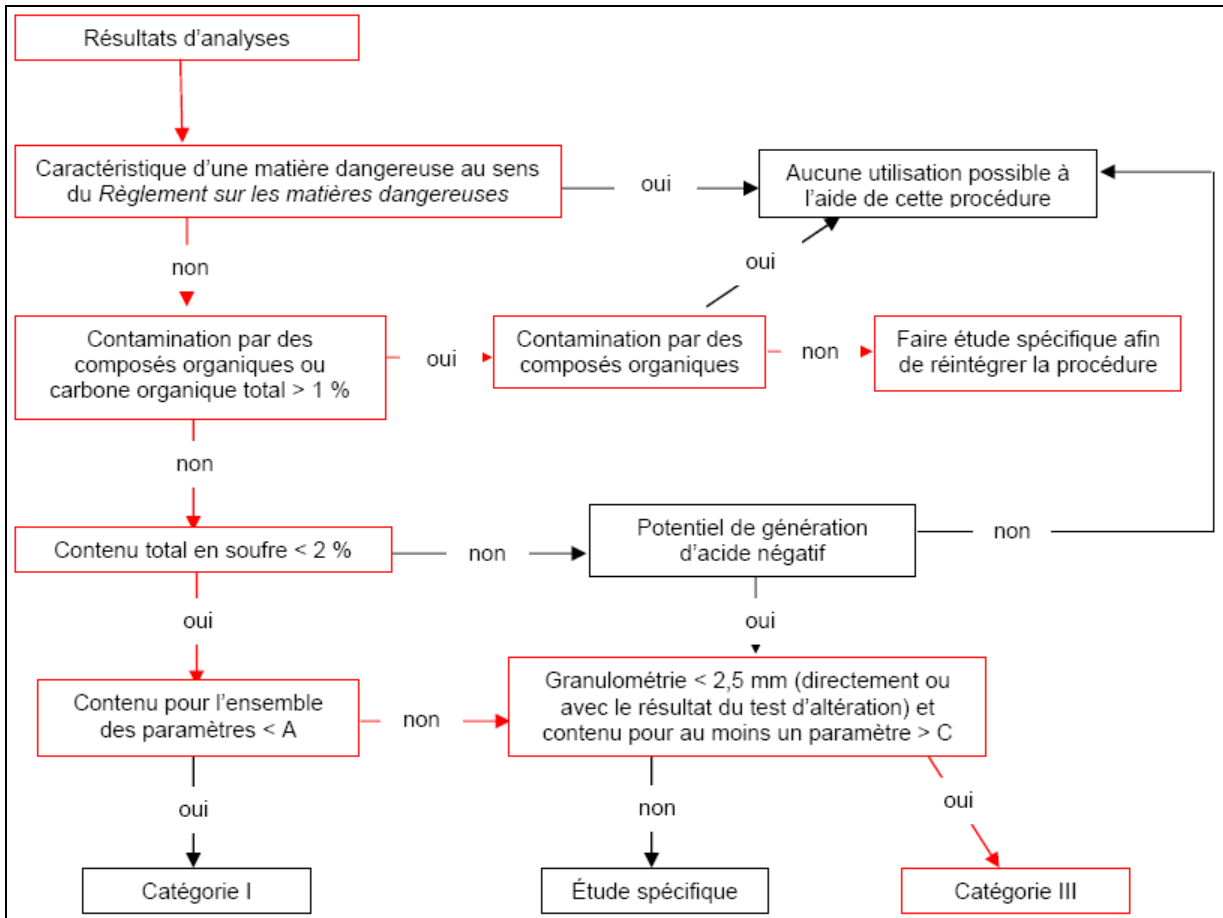 Résultats d'analyses
Caractéristique d'une matière dangereuse au sens
du Règlement sur les matières dangereuses
oui
Aucune utilisation possible à
l'aide de cette procédure
non
oui
Contamination par des
composés organiques ou
carbone organique total > 1 %
oui
Contamination par des
composés organiques
non
Faire étude spécifique afin
de réintégrer la procédure
non
Contenu total en soufre < 2 %
non
Potentiel de génération
d'acide négatif
non
oui
oui
Contenu pour l'ensemble
des paramètres < A
non
Granulométrie < 2,5 mm (directement ou
avec le résultat du test d'altération) et
contenu pour au moins un paramètre > C
oui
non
oui
Catégorie I
Étude spécifique
Catégorie III